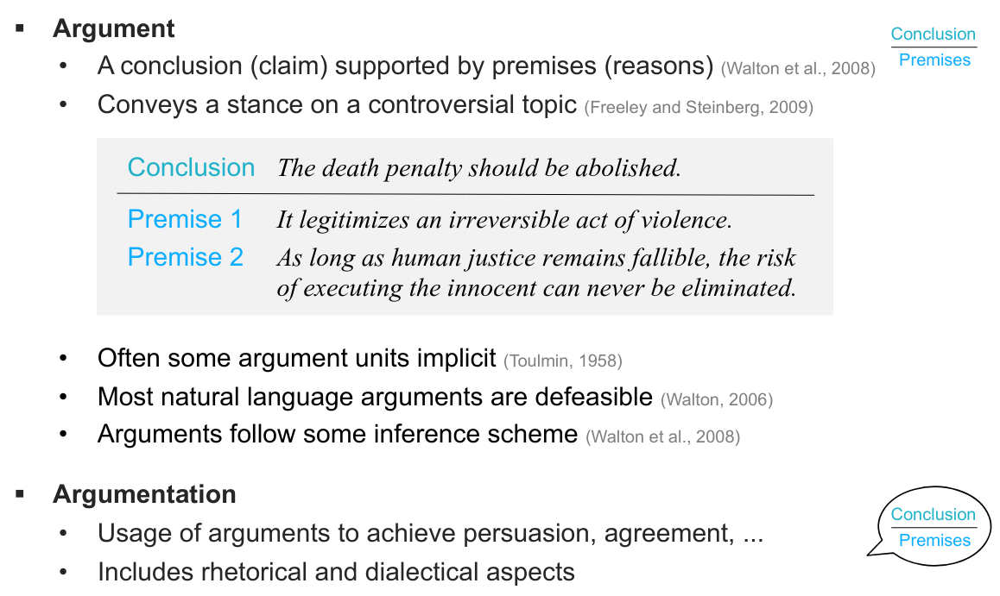 ▪ Argument
Conclusion
• A conclusion (claim) supported by premises (reasons) (Walton et al., 2008)
Premises
• Conveys a stance on a controversial topic (Freeley and Steinberg, 2009)
Conclusion The death penalty should be abolished.
Premise 1 It legitimizes an irreversible act of violence.
Premise 2 As long as human justice remains fallible, the risk
of executing the innocent can never be eliminated.
• Often some argument units implicit (Toulmin, 1958)
• Most natural language arguments are defeasible (Walton, 2006)
• Arguments follow some inference scheme (Walton et al., 2008)
▪ Argumentation
• Usage of arguments to achieve persuasion, agreement, ...
• Includes rhetorical and dialectical aspects
Conclusion
Premises